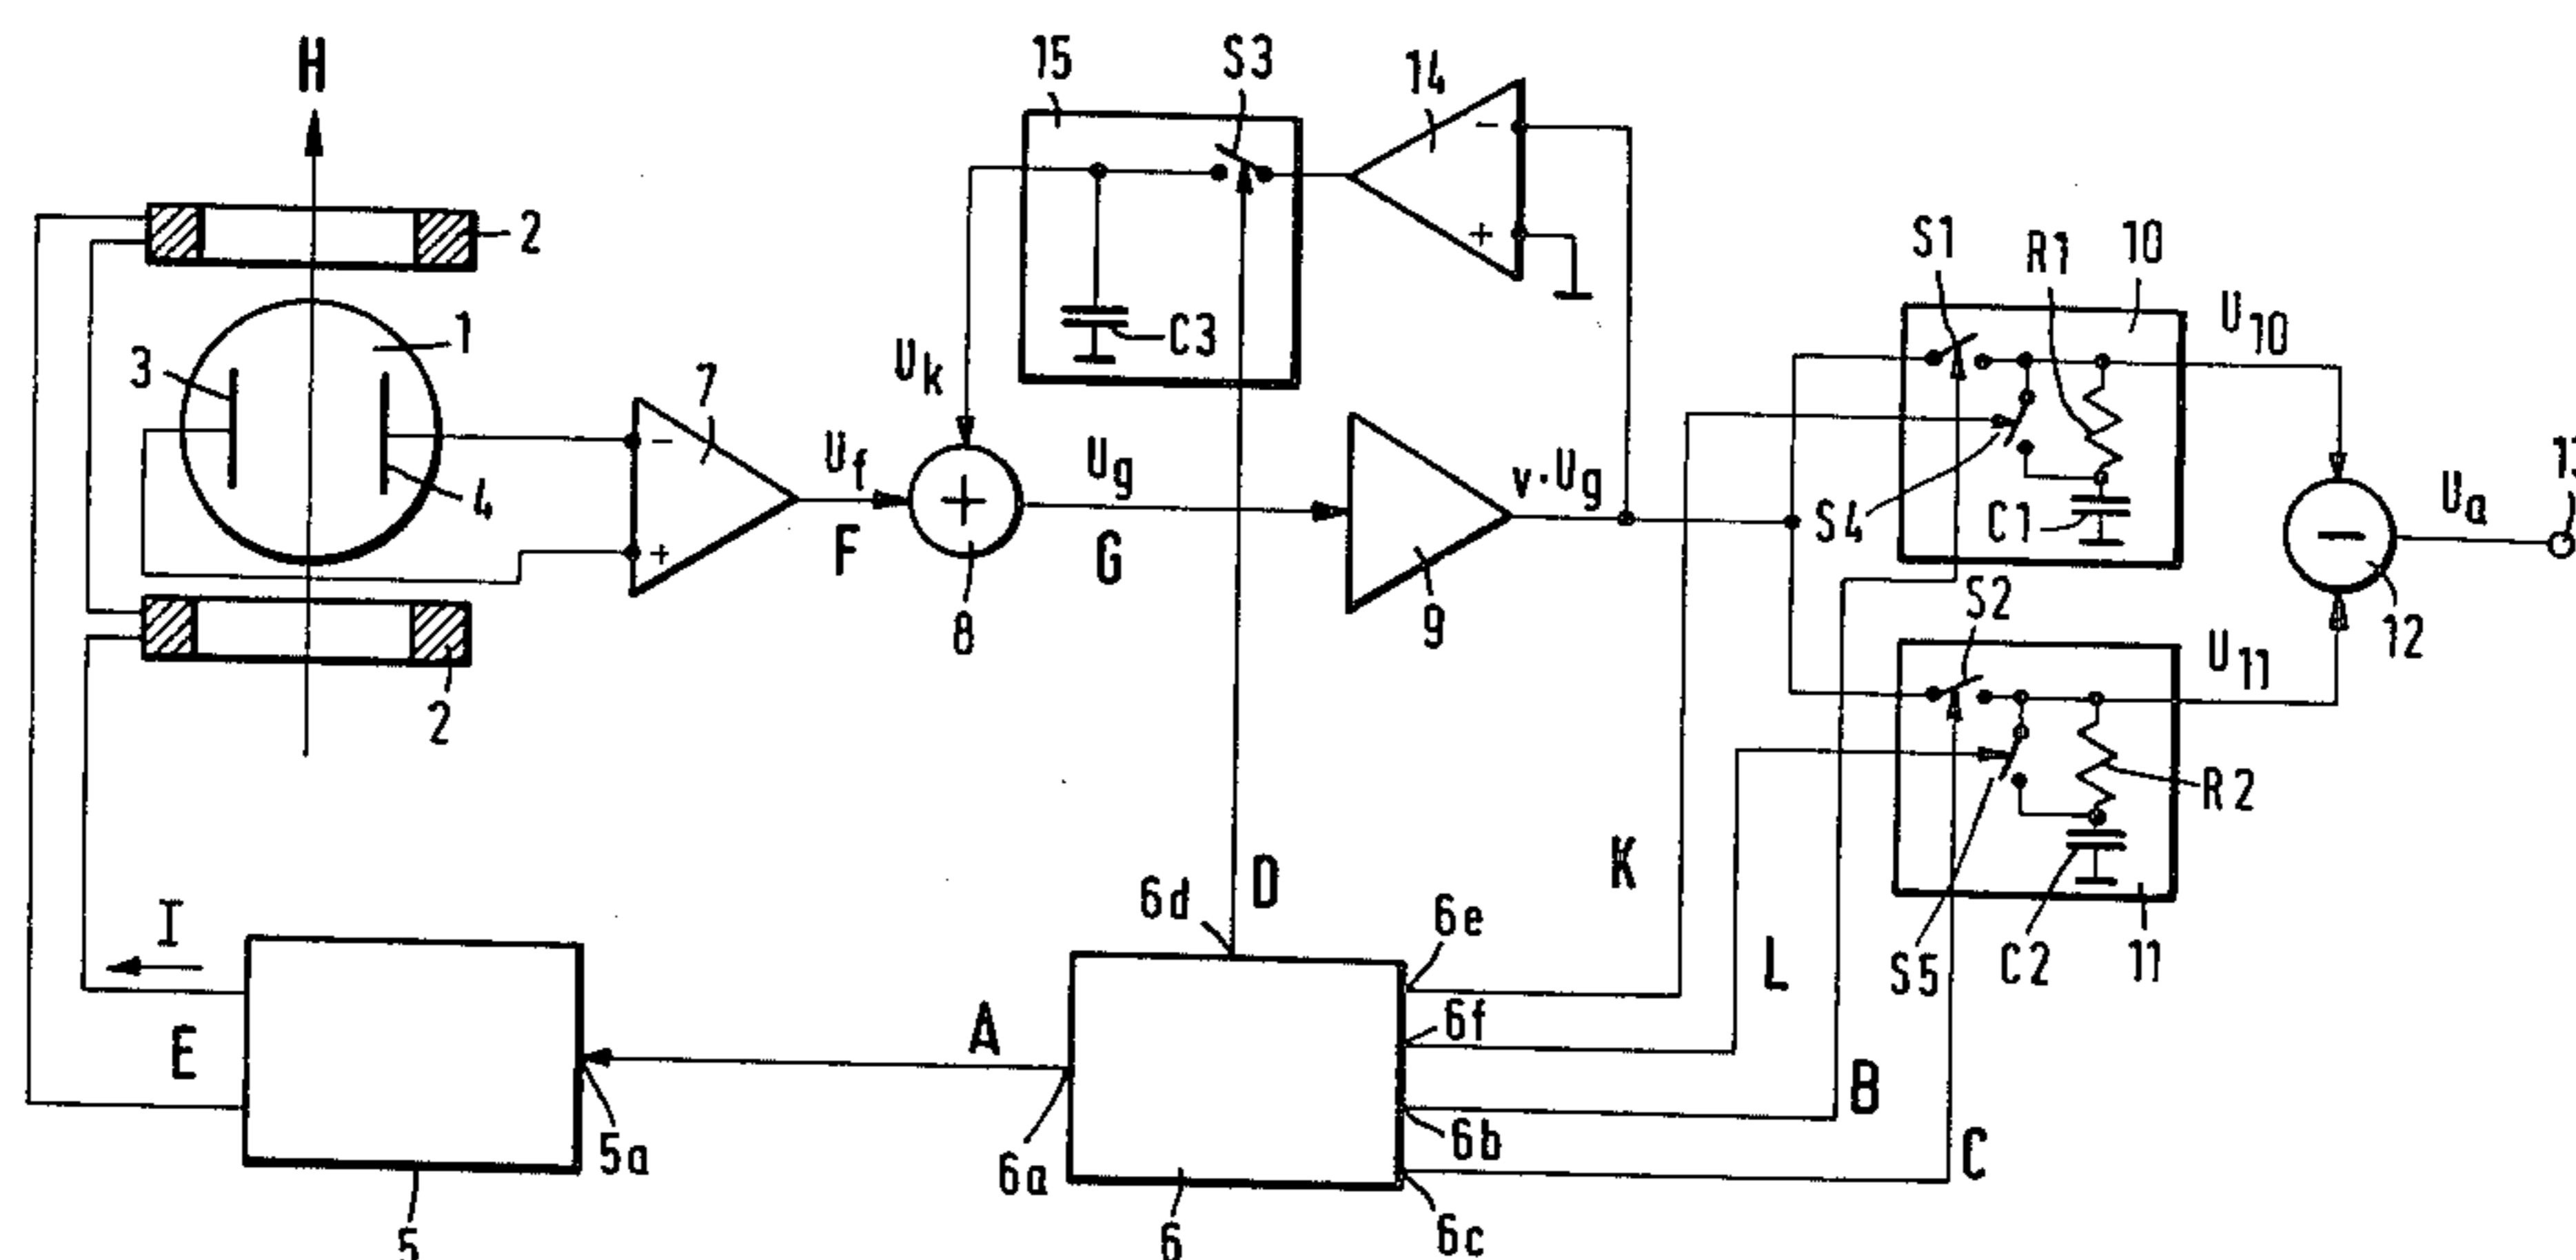 H
15
S3
14
2
−
+
C3
S1
R1
10
U10
3
1
Uk
7
4
−
+
Uf
F
+
8
Ug
G
9
v·Ug
S4
C1
S2
−
12
Ua
2
U11
R2
K
6d
D
6e
L
S5
C2
11
I
E
A
5a
5
6a
6
6f
B
6b
C
6c